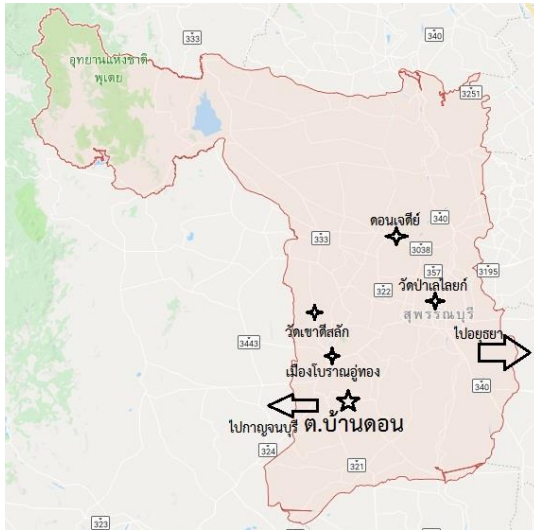 333
340
อุทยานแห่งชาติ
พุเตย
3251
ดอนเจดีย์
340
333
3038
357
3195
322
วัดป่าเลไลยก์
สุพรรณบุรี
วัดเขาดีสลัก
ไปอยุธยา
3443
เมืองโบราณอู่ทอง
340
ไปกาญจนบุรี
ต.บ้านดอน
324
321
323